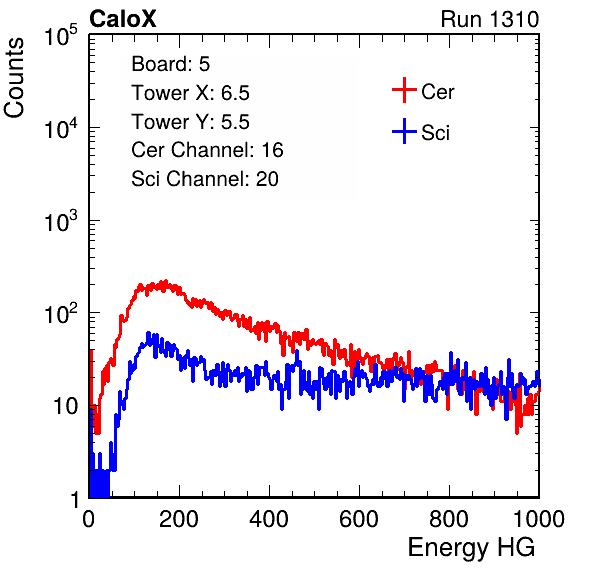 CaloX Run 1310
Counts
Board: 5
Tower X: 6.5
Tower Y: 5.5
Cer Channel: 16
Sci Channel: 20
Cer
Sci
10^5
10^4
10^3
10^2
10
1
0 200 400 600 800 1000
Energy HG